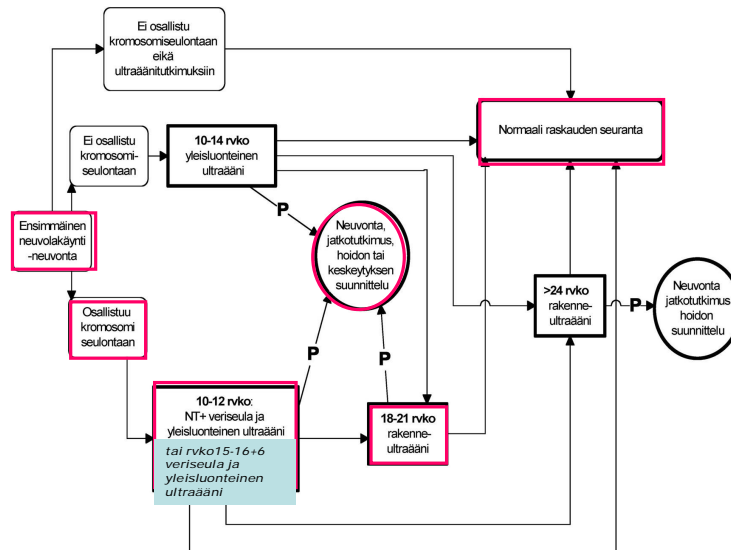 Ei osallistu
kromosomiseulontaan
eikä
ultraäänitutkimuksiin
Normaali raskauden seuranta
Ei osallistu
kromosomi-
seulontaan
10-14 rvko
yleisluonteinen
ultraääni
P
Neuvonta,
jatkotutkimus,
hoidon tai
keskeytyksen
suunnittelu
Ensimmäinen
neuvolakäynti
-neuvonta
>24 rvko
rakenne-
ultraääni
P
Neuvonta
jatkotutkimus
hoidon
suunnittelu
Osallistuu
kromosomi
seulontaan
P
P
10-12 rvko:
NT+ veriseula ja
yleisluonteinen ultraääni
tai rvko15-16+6
veriseula ja
yleisluonteinen
ultraääni
18-21 rvko
rakenne-
ultraääni